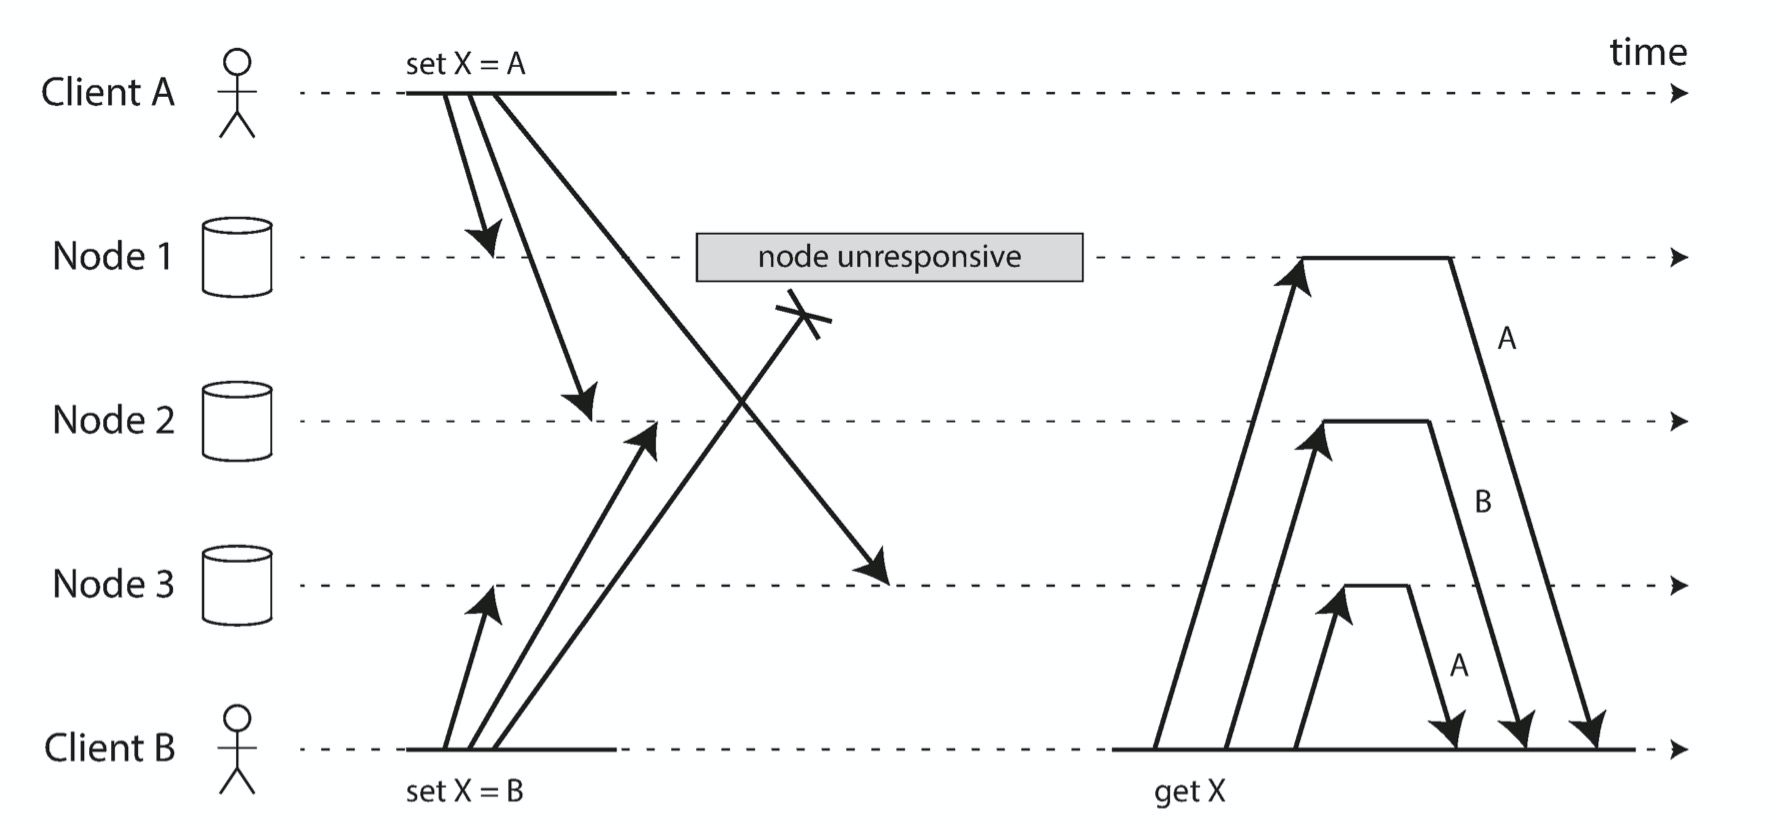 time
set X = A
Client A
Node 1
node unresponsive
A
Node 2
B
Node 3
A
Client B
set X = B
get X